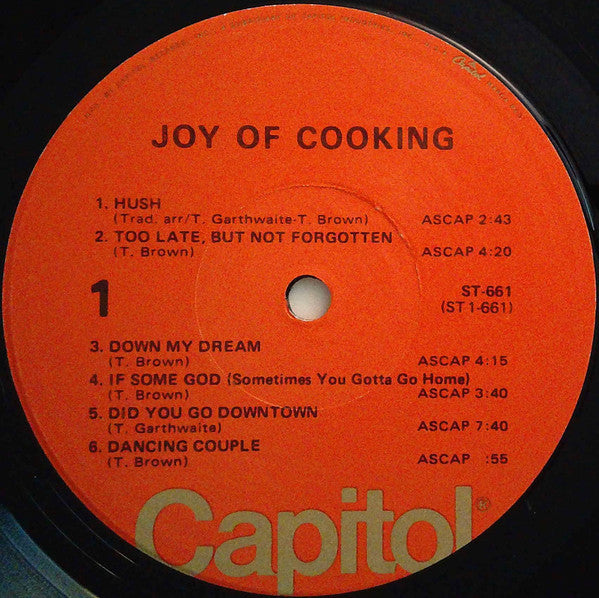 JOY OF COOKING
1. HUSH
(Trad. arr/T. Garthwaite-T. Brown) ASCAP 2:43
2. TOO LATE, BUT NOT FORGOTTEN
(T. Brown) ASCAP 4:20
1
ST-661
(ST 1-661)
3. DOWN MY DREAM
(T. Brown) ASCAP 4:15
4. IF SOME GOD (Sometimes You Gotta Go Home)
(T. Brown) ASCAP 3:40
5. DID YOU GO DOWNTOWN
(T. Garthwaite) ASCAP 7:40
6. DANCING COUPLE
(T. Brown) ASCAP :55
Capitol®
Capitol